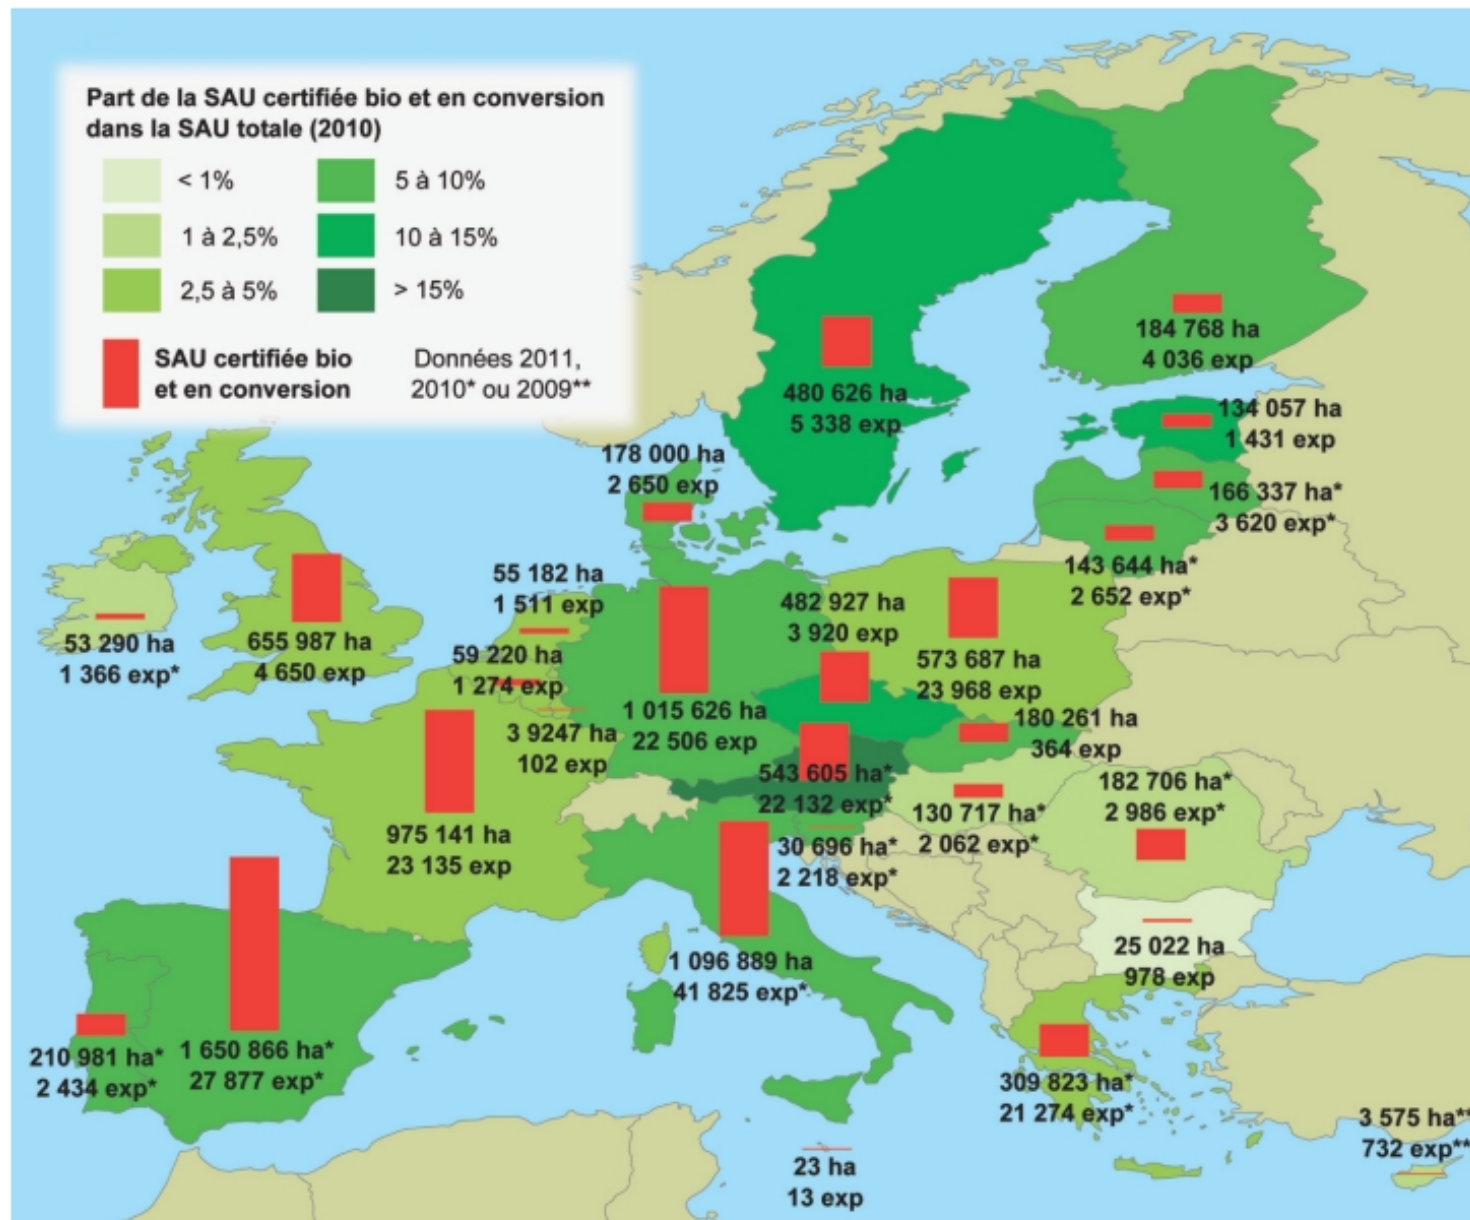 Part de la SAU certifiée bio et en conversion
dans la SAU totale (2010)
< 1%
5 à 10%
1 à 2,5%
10 à 15%
2,5 à 5%
> 15%
SAU certifiée bio
et en conversion
Données 2011,
2010* ou 2009**
184 768 ha
4 036 exp
480 626 ha
5 338 exp
134 057 ha
1 431 exp
178 000 ha
2 650 exp
166 337 ha*
3 620 exp*
143 644 ha*
2 652 exp*
55 182 ha
1 511 exp
482 927 ha
3 920 exp
53 290 ha
1 366 exp*
655 987 ha
4 650 exp
59 220 ha
1 274 exp
573 687 ha
23 968 exp
3 9247 ha
102 exp
1 015 626 ha
22 506 exp
180 261 ha
364 exp
543 605 ha*
22 132 exp*
182 706 ha*
2 986 exp*
130 717 ha*
2 062 exp*
975 141 ha
23 135 exp
30 696 ha*
2 218 exp*
25 022 ha
978 exp
1 096 889 ha
41 825 exp*
210 981 ha*
2 434 exp*
1 650 866 ha*
27 877 exp*
309 823 ha*
21 274 exp*
3 575 ha**
732 exp**
23 ha
13 exp